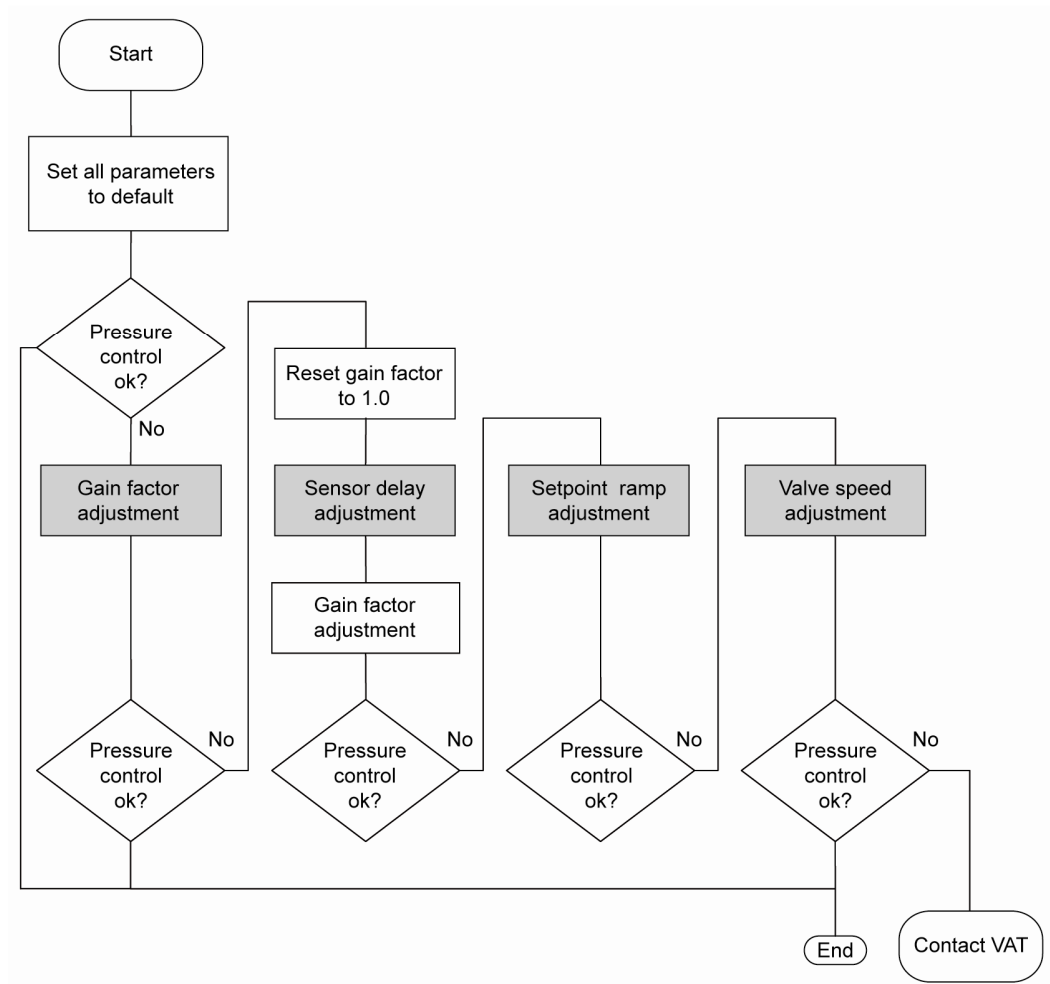 Start
Set all parameters
to default
Pressure
control
ok?
No
Gain factor
adjustment
Pressure
control
ok?
No
Reset gain factor
to 1.0
Sensor delay
adjustment
Gain factor
adjustment
Pressure
control
ok?
No
Setpoint ramp
adjustment
Pressure
control
ok?
No
Valve speed
adjustment
Pressure
control
ok?
No
End
Contact VAT